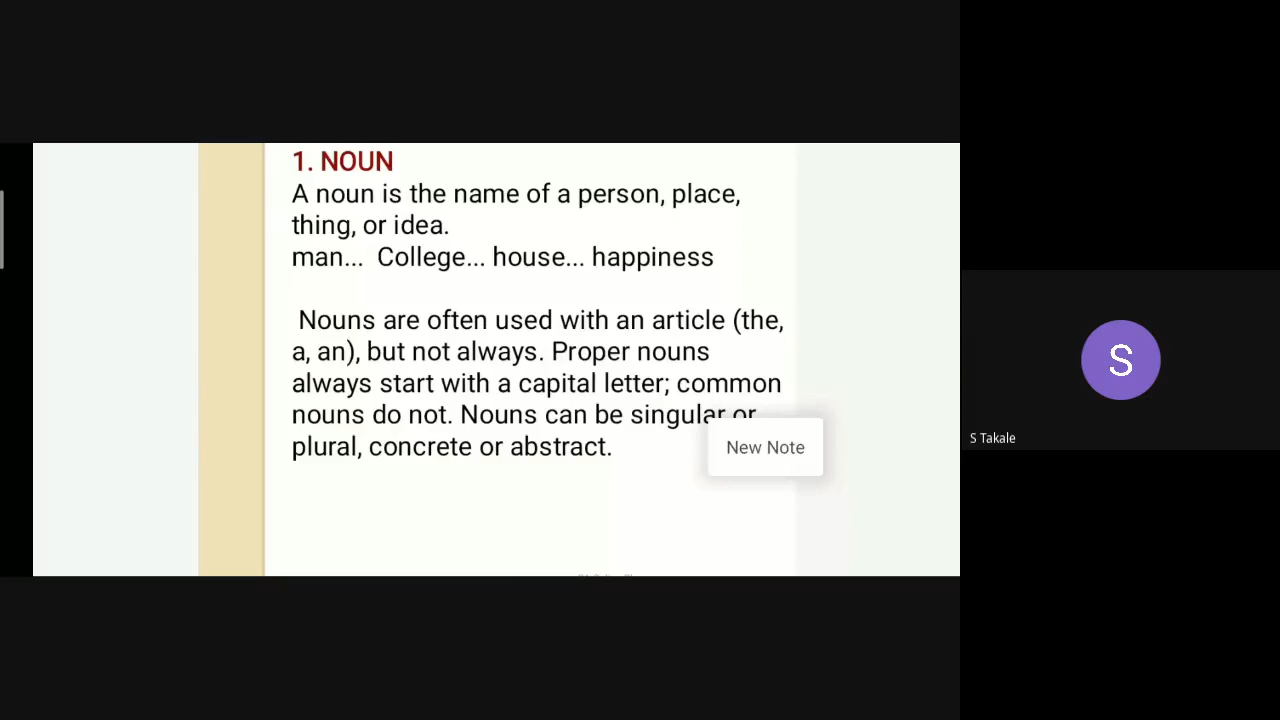 1. NOUN
A noun is the name of a person, place,
thing, or idea.
man... College... house... happiness
Nouns are often used with an article (the,
a, an), but not always. Proper nouns
always start with a capital letter; common
nouns do not. Nouns can be singular or
plural, concrete or abstract.
New Note
S
S Takale